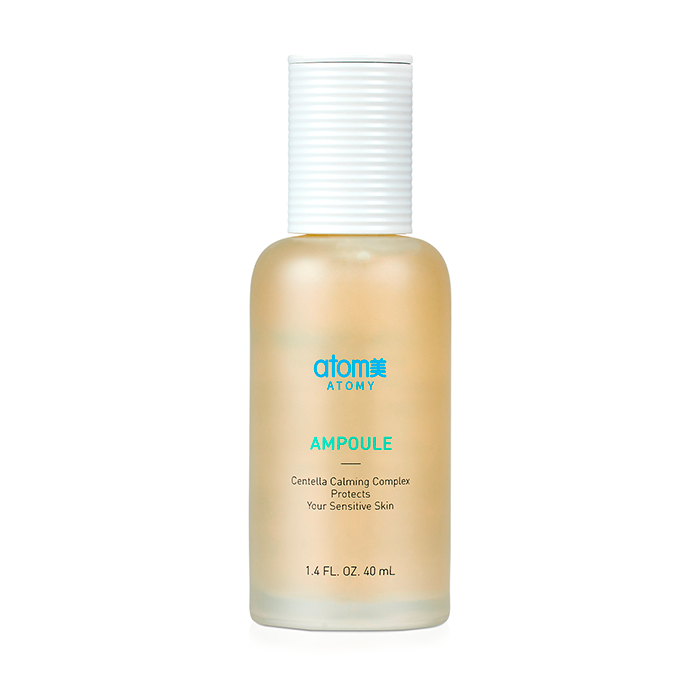 atom美
ATOMY
AMPOULE
Centella Calming Complex
Protects
Your Sensitive Skin
1.4 FL. OZ. 40 mL